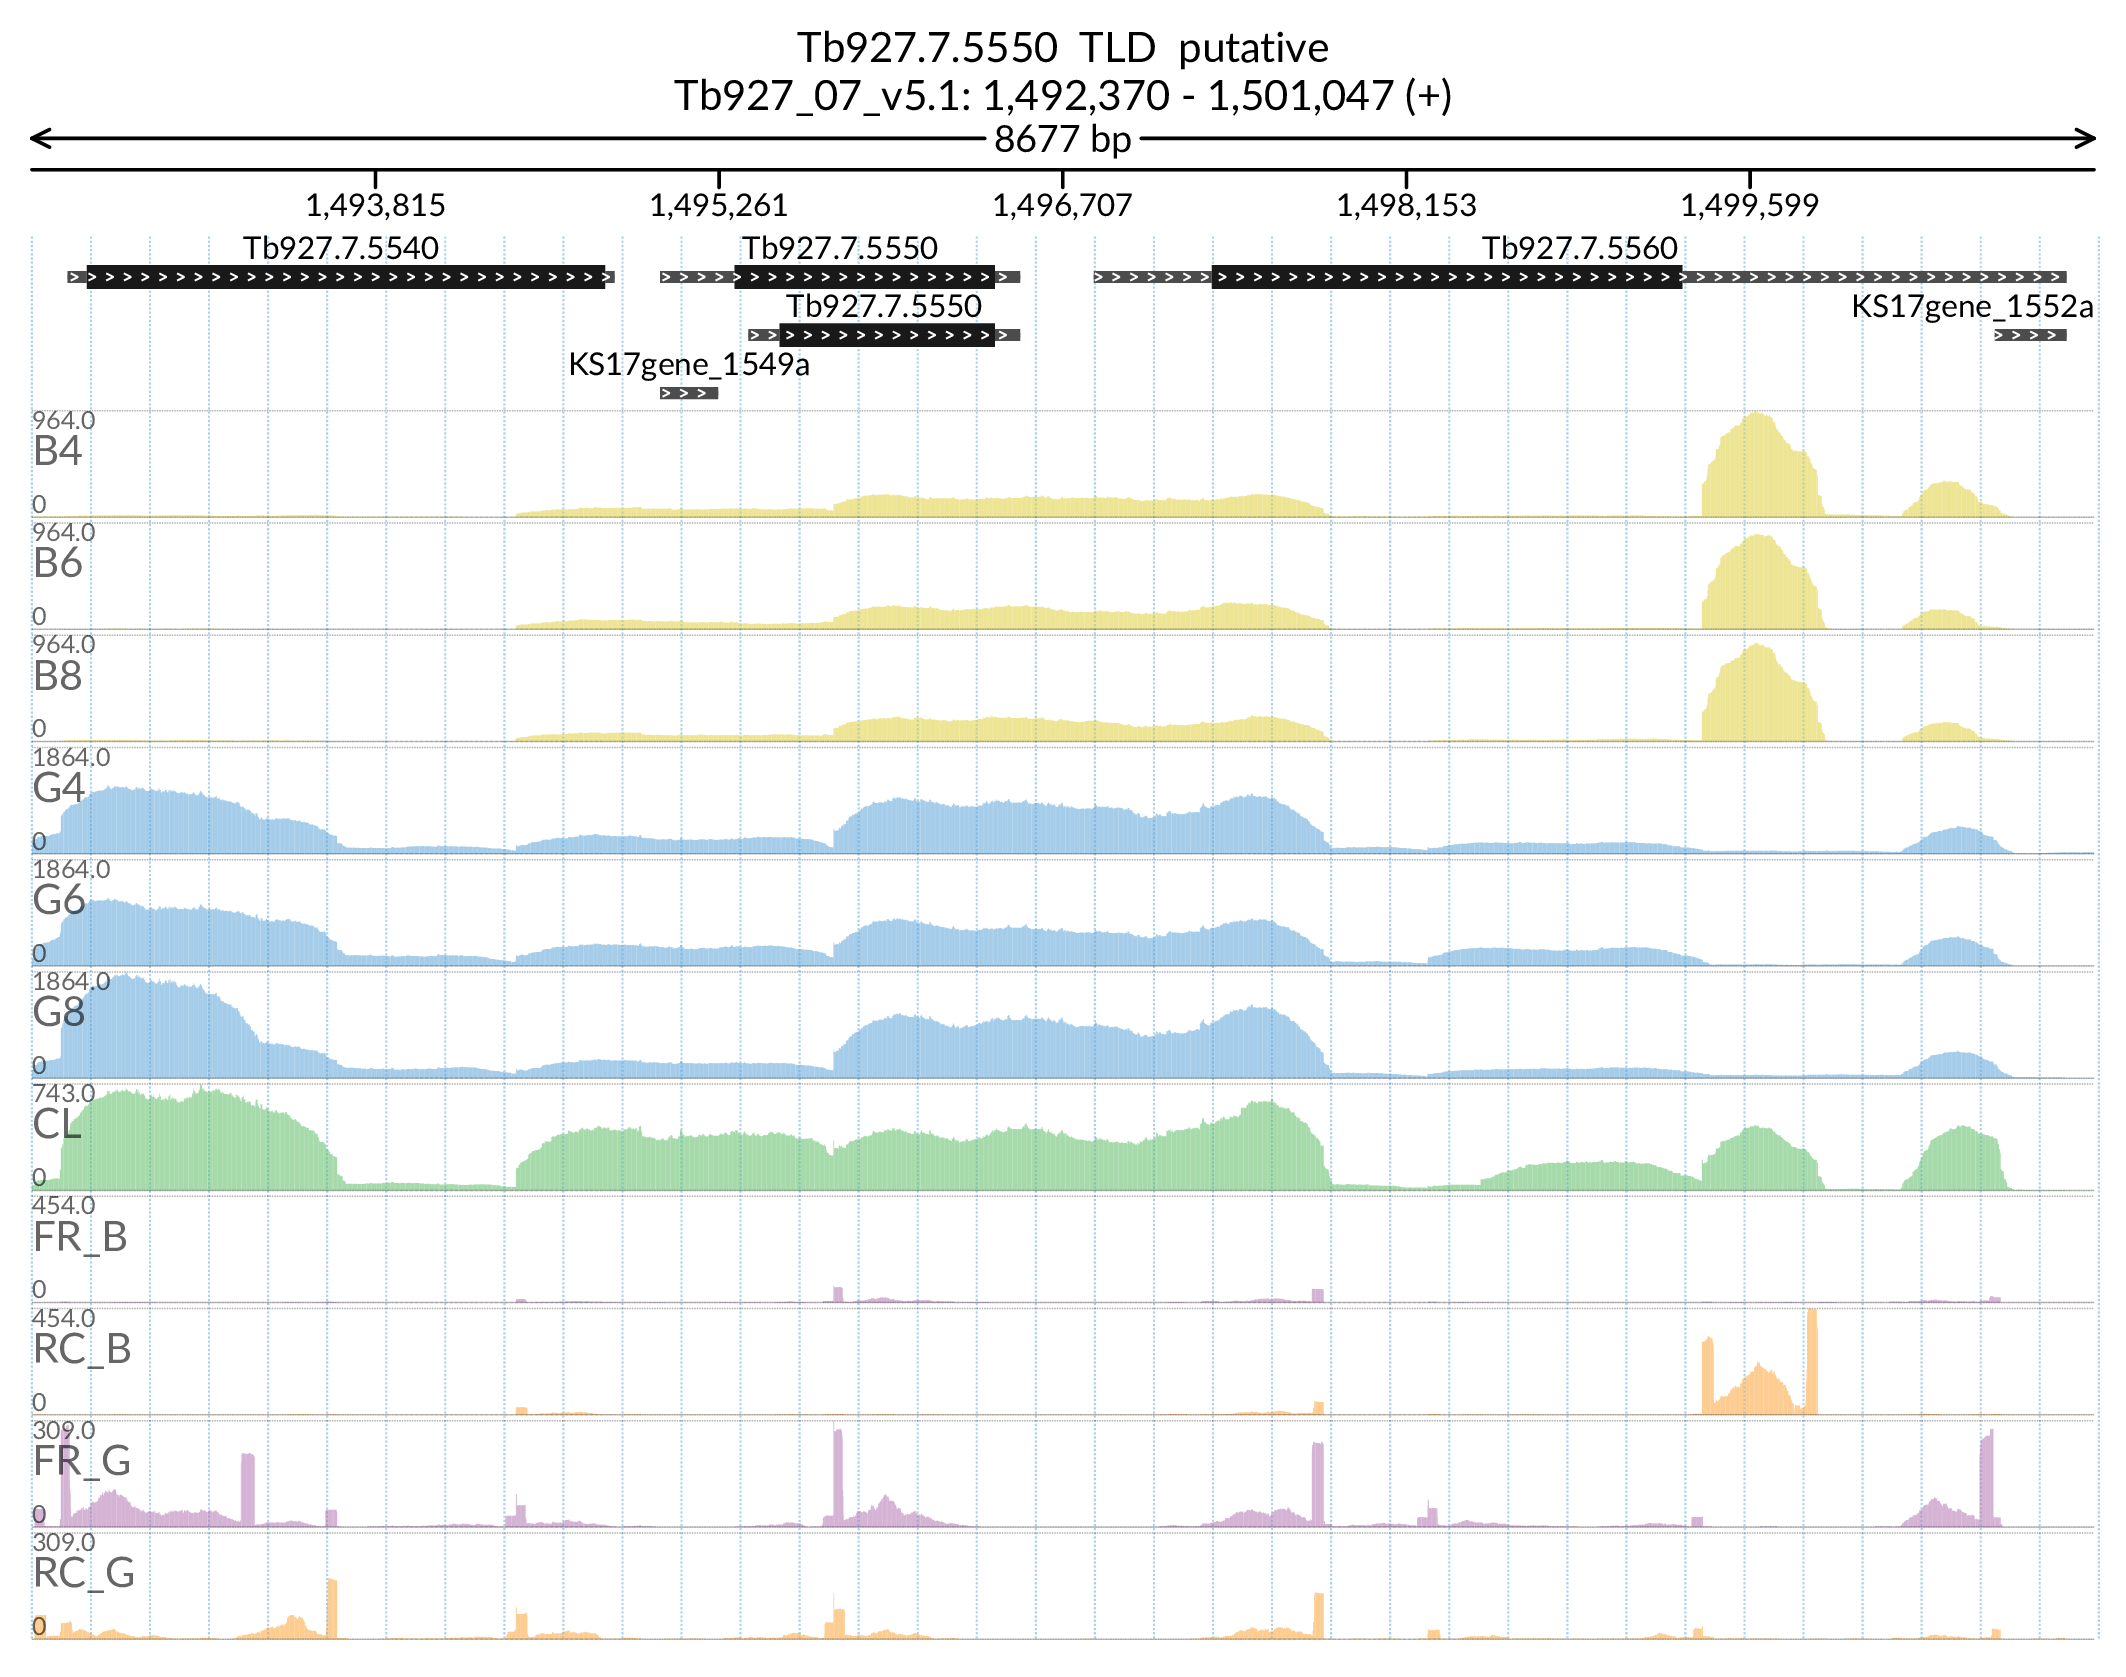 Tb927.7.5550 TLD putative
Tb927_07_v5.1: 1,492,370 - 1,501,047 (+)
8677 bp
1,493,815 1,495,261 1,496,707 1,498,153 1,499,599
Tb927.7.5540 Tb927.7.5550 Tb927.7.5560
Tb927.7.5550 KS17gene_1552a
KS17gene_1549a
964.0
B4
0
964.0
B6
0
964.0
B8
0
1864.0
G4
0
1864.0
G6
0
1864.0
G8
0
743.0
CL
0
454.0
FR_B
0
454.0
RC_B
0
309.0
FR_G
0
309.0
RC_G
0